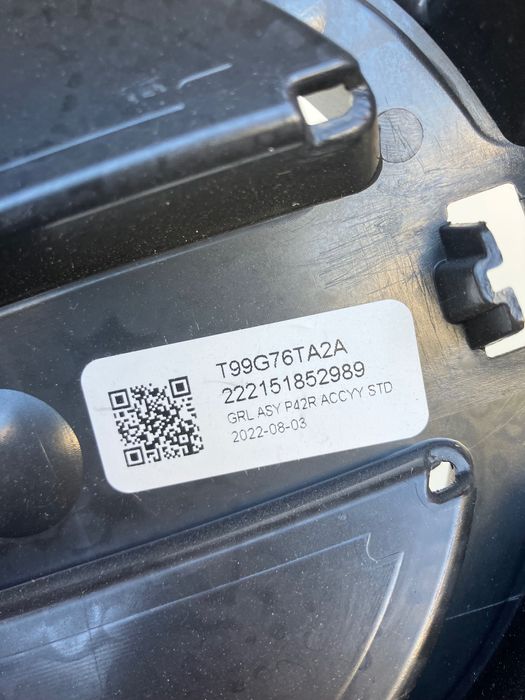 T99G76TA2A
222151852989
GRL ASY P42R ACCYY STD
2022-08-03